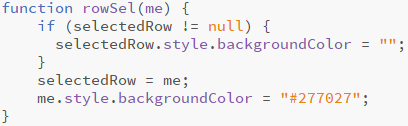 function rowSel(me) {
    if (selectedRow != null) {
      selectedRow.style.backgroundColor = "";
    }
    selectedRow = me;
    me.style.backgroundColor = "#277027";
}